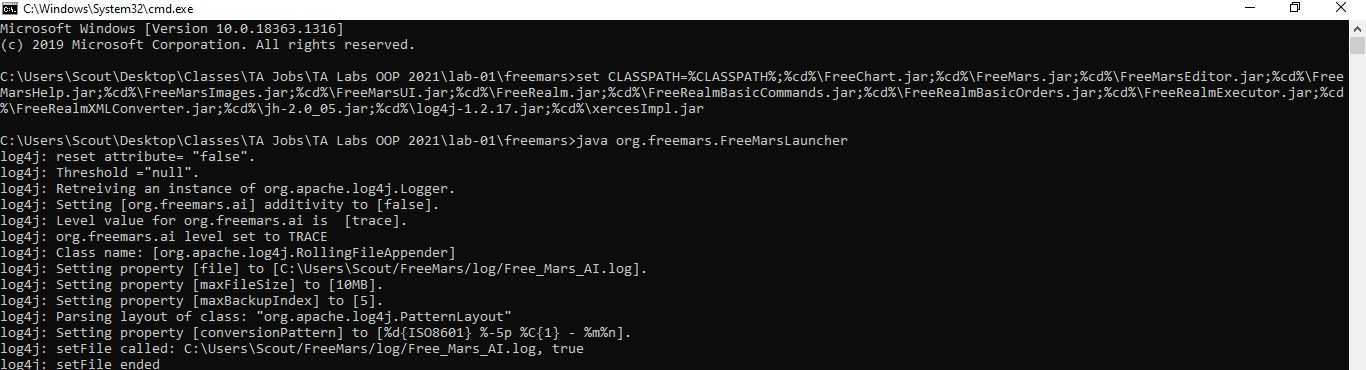 C:\Windows\System32\cmd.exe
Microsoft Windows [Version 10.0.18363.1316]
(c) 2019 Microsoft Corporation. All rights reserved.
C:\Users\Scout\Desktop\Classes\TA Jobs\TA Labs OOP 2021\lab-01\freemars>set CLASSPATH=%CLASSPATH%;%cd%\FreeChart.jar;%cd%\FreeMars.jar;%cd%\FreeMarsEditor.jar;%cd%\Free
MarsHelp.jar;%cd%\FreeMarsImages.jar;%cd%\FreeMarsUI.jar;%cd%\FreeRealm.jar;%cd%\FreeRealmBasicCommands.jar;%cd%\FreeRealmBasicOrders.jar;%cd%\FreeRealmExecutor.jar;%cd
%\FreeRealmXMLConverter.jar;%cd%\jh-2.0_05.jar;%cd%\log4j-1.2.17.jar;%cd%\xercesImpl.jar
C:\Users\Scout\Desktop\Classes\TA Jobs\TA Labs OOP 2021\lab-01\freemars>java org.freemars.FreeMarsLauncher
log4j: reset attribute= "false".
log4j: Threshold ="null".
log4j: Retreiving an instance of org.apache.log4j.Logger.
log4j: Setting [org.freemars.ai] additivity to [false].
log4j: Level value for org.freemars.ai is  [trace].
log4j: org.freemars.ai level set to TRACE
log4j: Class name: [org.apache.log4j.RollingFileAppender]
log4j: Setting property [file] to [C:\Users\Scout/FreeMars/log/Free_Mars_AI.log].
log4j: Setting property [maxFileSize] to [10MB].
log4j: Setting property [maxBackupIndex] to [5].
log4j: Parsing layout of class: "org.apache.log4j.PatternLayout"
log4j: Setting property [conversionPattern] to [%d{ISO8601} %-5p %C{1} - %m%n].
log4j: setFile called: C:\Users\Scout/FreeMars/log/Free_Mars_AI.log, true
log4j: setFile ended